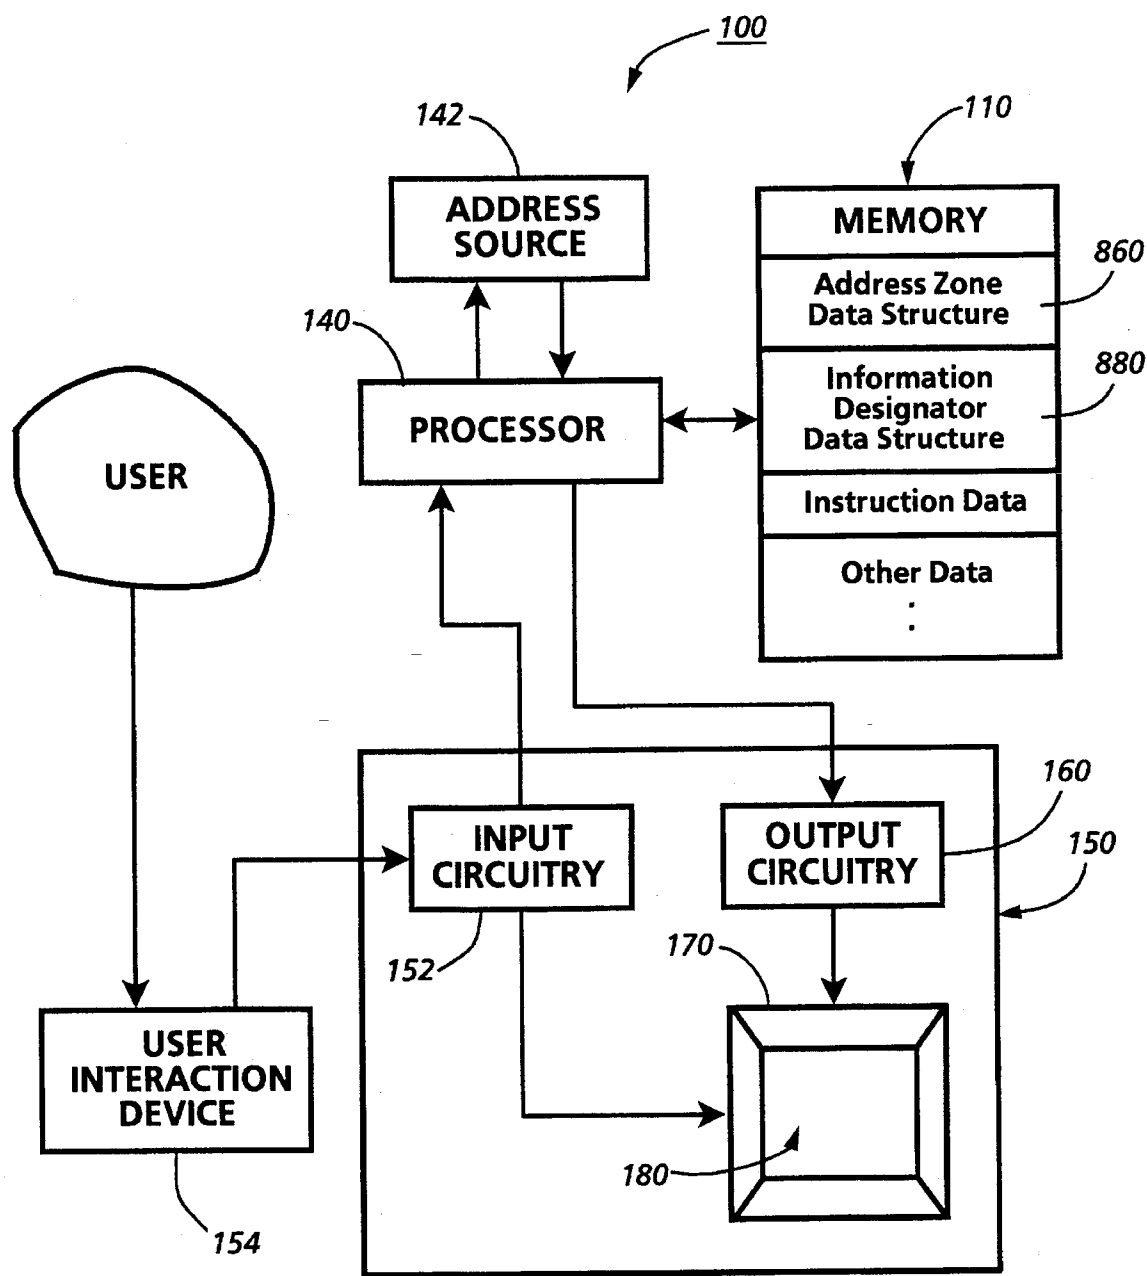 100
142
110
ADDRESS
SOURCE
MEMORY
860
Address Zone
Data Structure
140
880
Information
Designator
Data Structure
PROCESSOR
USER
Instruction Data
Other Data
160
INPUT
CIRCUITRY
OUTPUT
CIRCUITRY
150
152
170
USER
INTERACTION
DEVICE
180
154